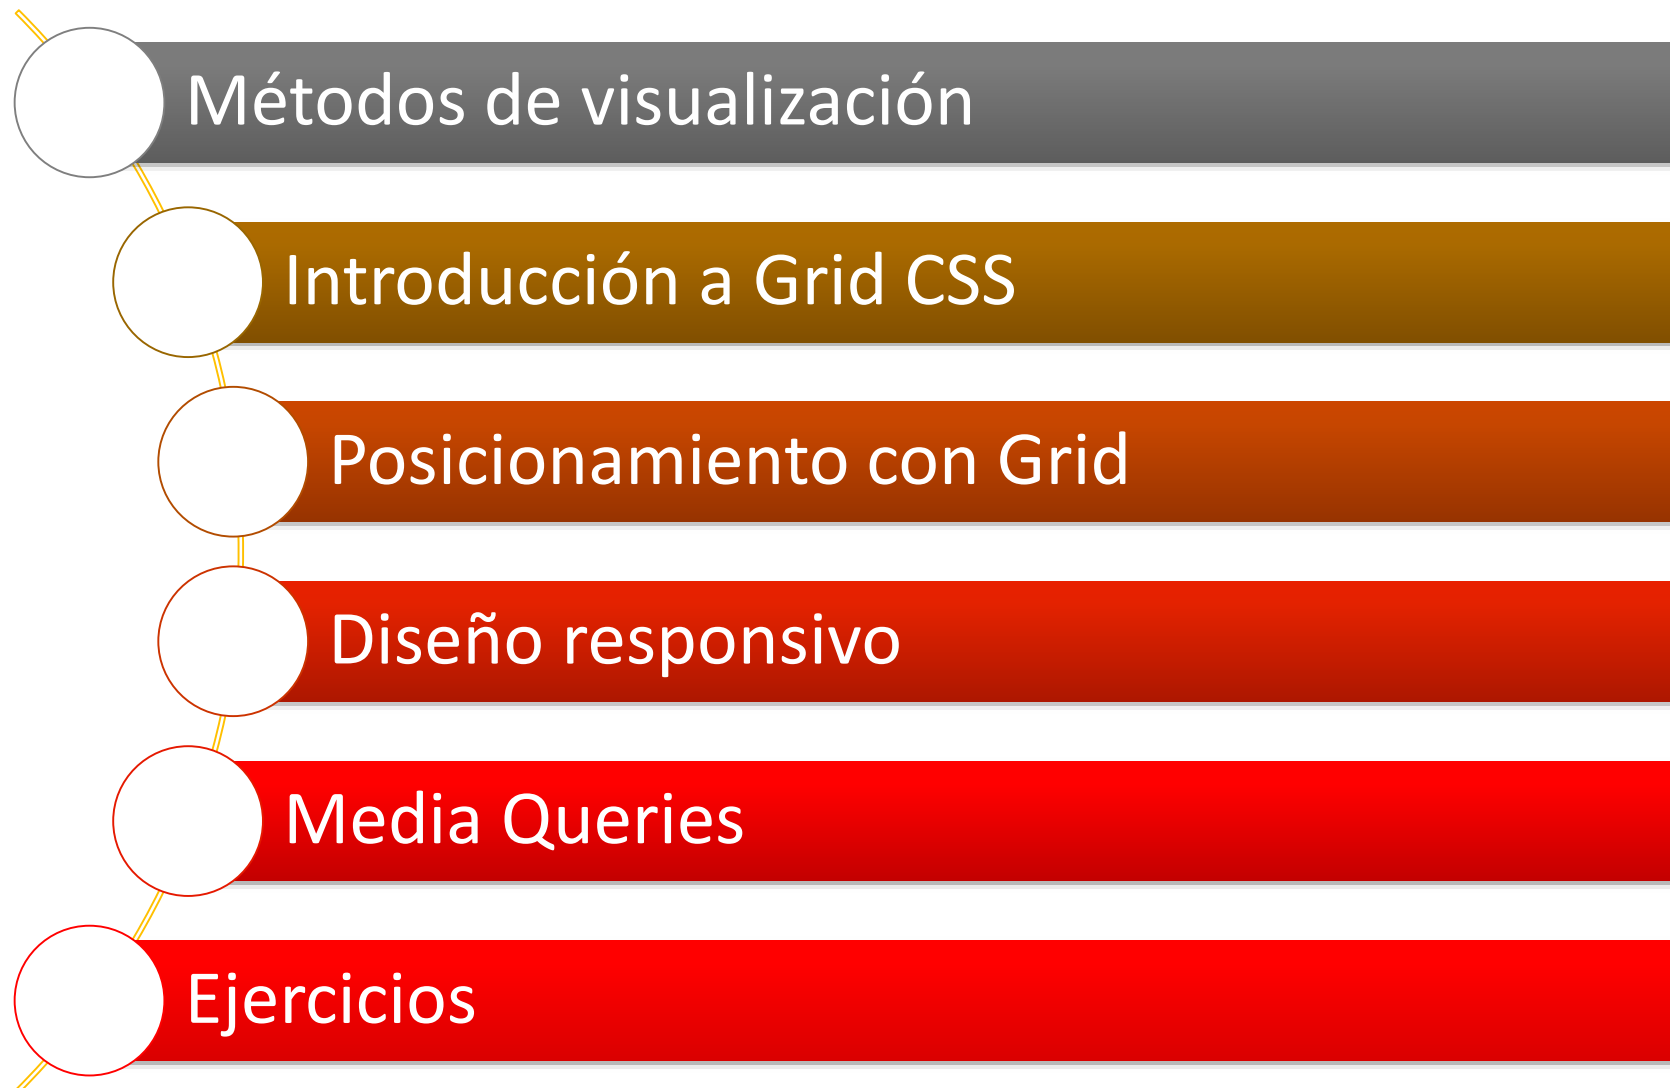 Métodos de visualización
Introducción a Grid CSS
Posicionamiento con Grid
Diseño responsivo
Media Queries
Ejercicios